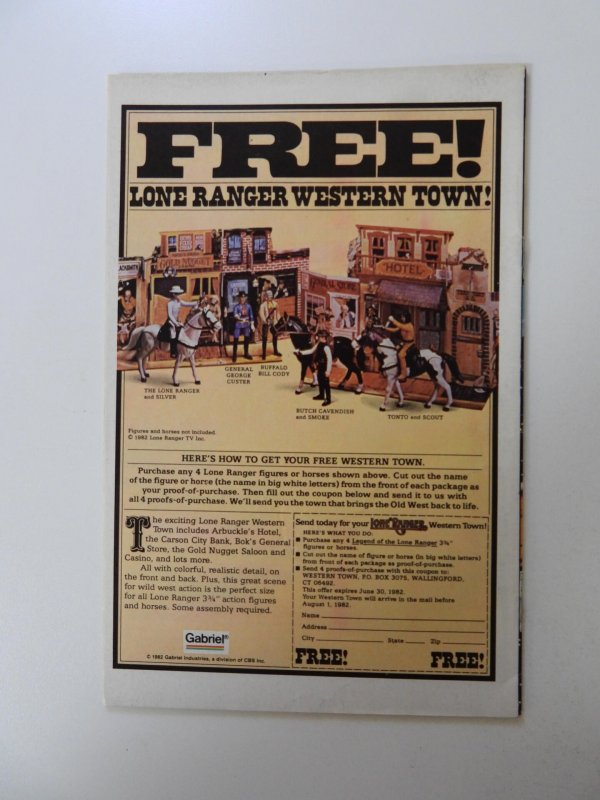 FREE!
LONE RANGER WESTERN TOWN!
BLACKSMITH
GOLD NUGGET
GENERAL STORE
HOTEL
THE LONE RANGER
and SILVER
GENERAL
GEORGE
CUSTER
BUFFALO
BILL CODY
BUTCH CAVENDISH
and SMOKE
TONTO and SCOUT
Figures and horses not included.
© 1982 Lone Ranger TV Inc.
HERE'S HOW TO GET YOUR FREE WESTERN TOWN.
Purchase any 4 Lone Ranger figures or horses shown above. Cut out the name
of the figure or horse (the name in big white letters) from the front of each package as
your proof-of-purchase. Then fill out the coupon below and send it to us with
all 4 proofs-of-purchase. We'll send you the town that brings the Old West back to life.
The exciting Lone Ranger Western
Town includes Arbuckle's Hotel,
the Carson City Bank, Bok's General
Store, the Gold Nugget Saloon and
Casino, and lots more.
All with colorful, realistic detail, on
the front and back. Plus, this great scene
for wild west action is the perfect size
for all Lone Ranger 3¾" action figures
and horses. Some assembly required.
Gabriel®
© 1982 Gabriel Industries, a division of CBS Inc.
Send today for your LONE RANGER Western Town!
HERE'S WHAT YOU DO:
■ Purchase any 4 Legend of the Lone Ranger 3¾"
figures or horses.
■ Cut out the name of figure or horse (in big white letters)
from front of each package as proof-of-purchase.
■ Send 4 proofs-of-purchase with this coupon to:
WESTERN TOWN, P.O. BOX 3075, WALLINGFORD,
CT 06492.
This offer expires June 30, 1982.
Your Western Town will arrive in the mail before
August 1, 1982.
Name
Address
City State Zip
FREE! FREE!